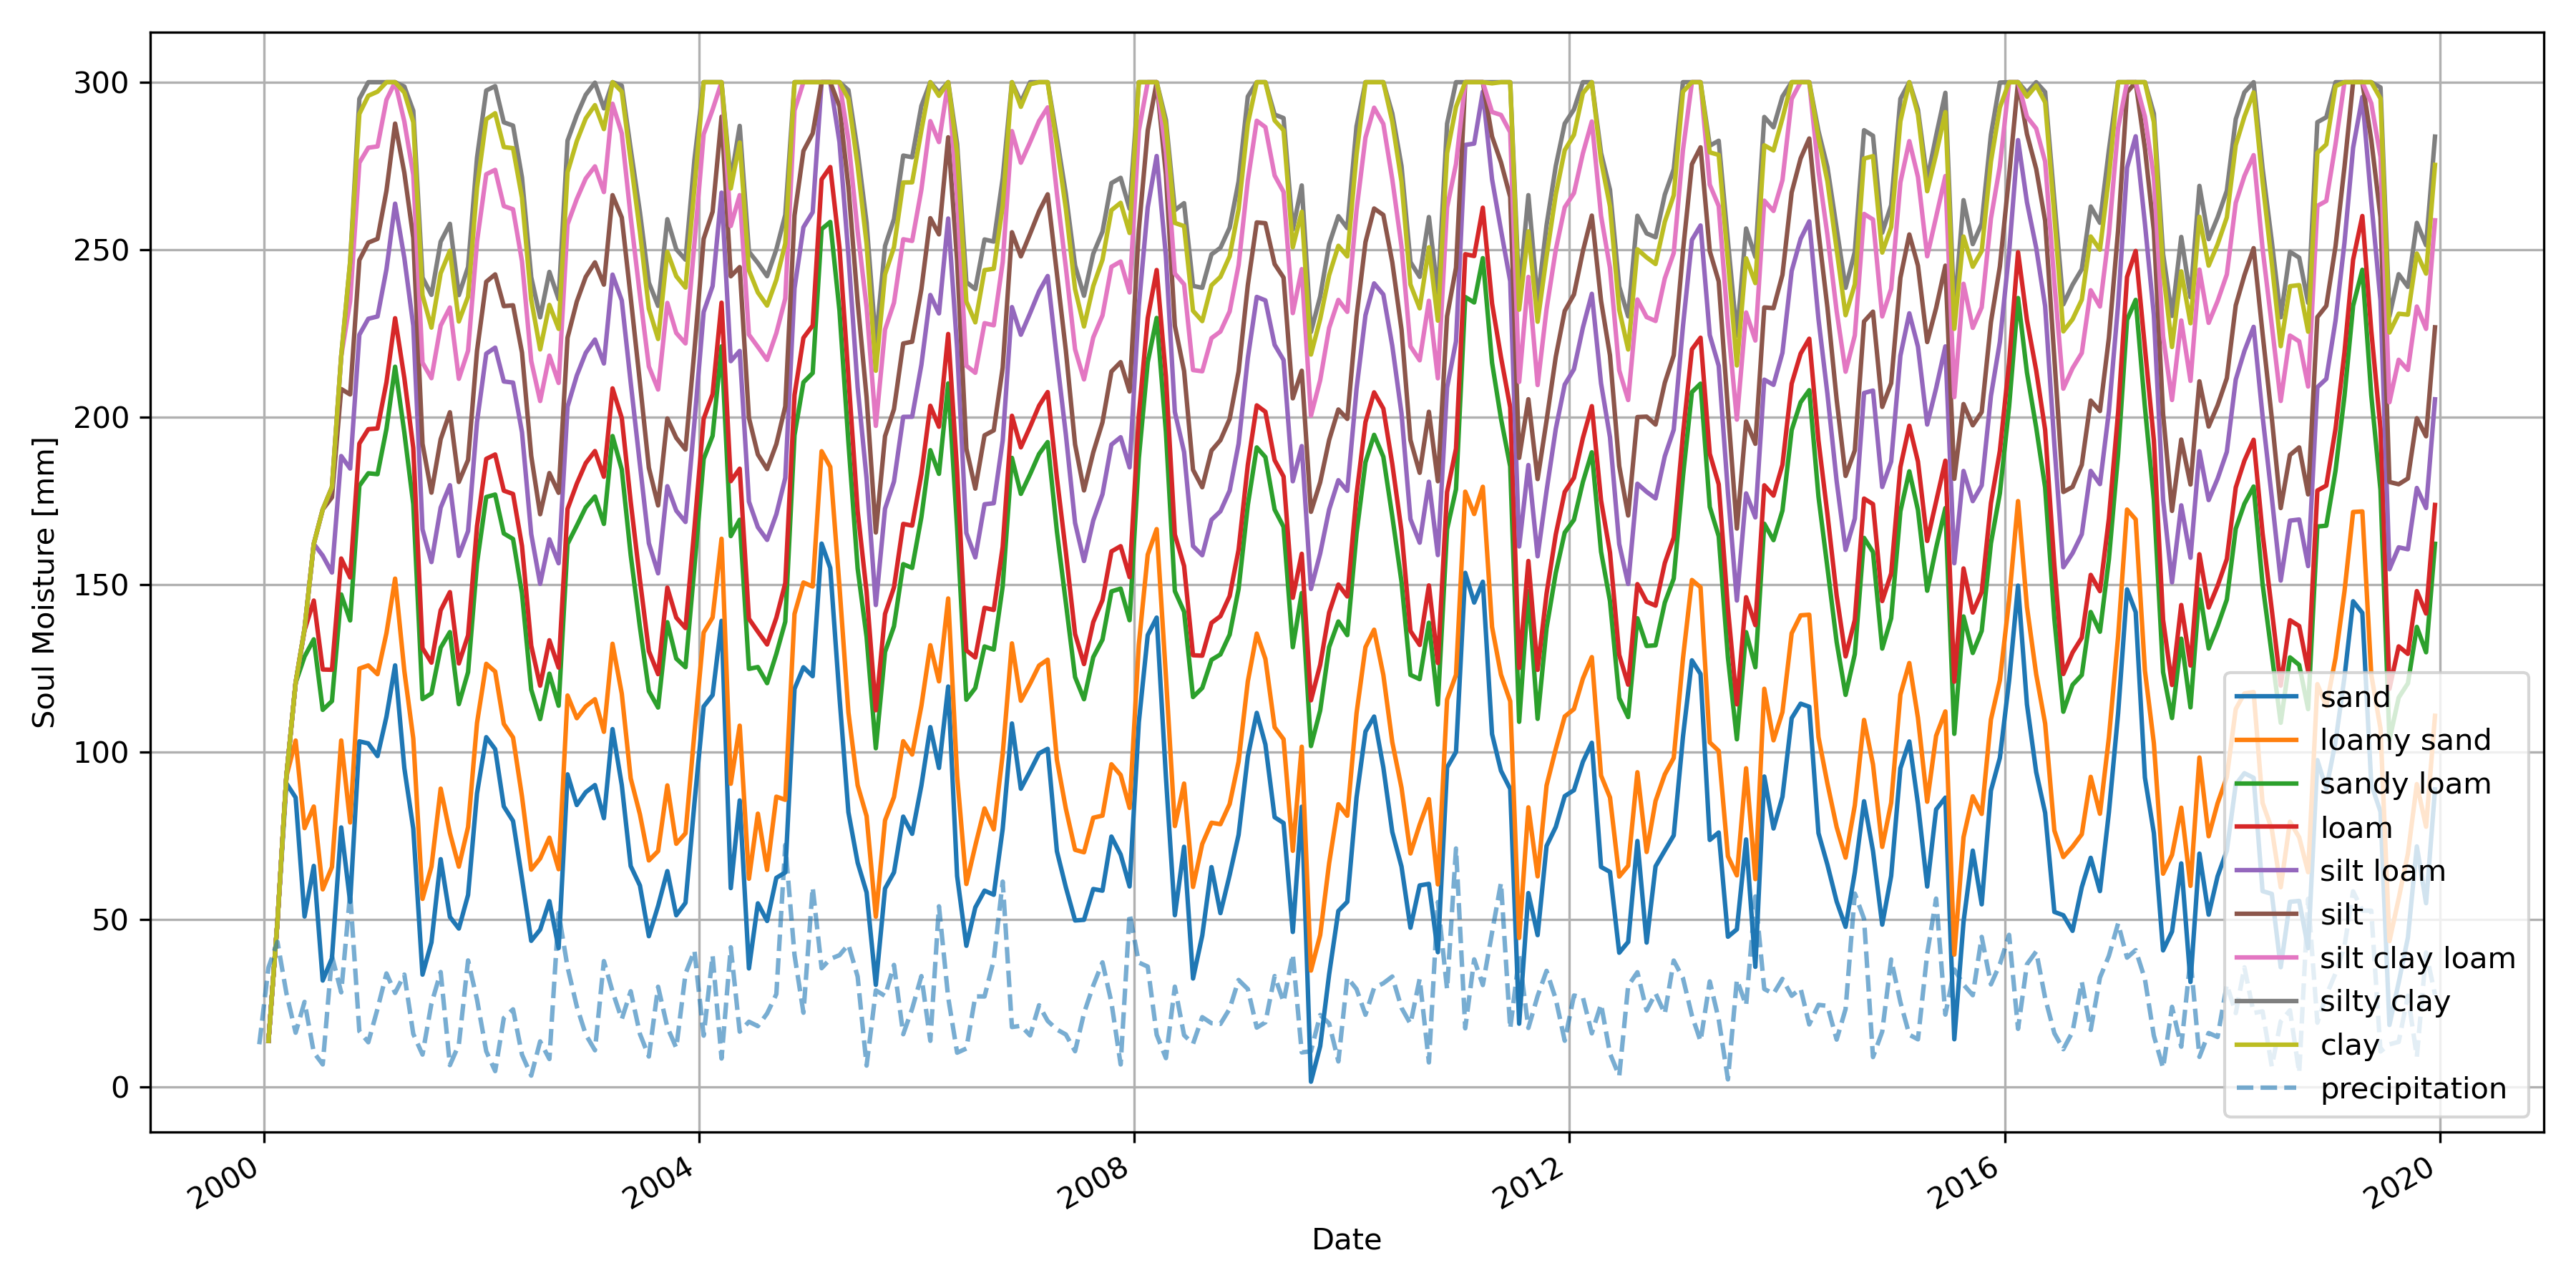 300
250
200
150
100
50
0
Soul Moisture [mm]
sand
loamy sand
sandy loam
loam
silt loam
silt
silt clay loam
silty clay
clay
precipitation
2000
2004
2008
2012
2016
2020
Date